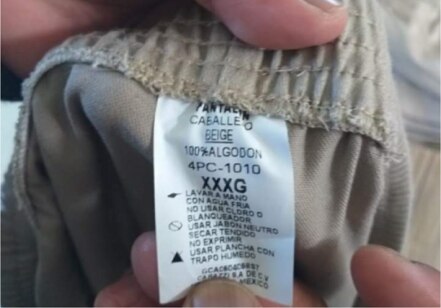 CABALLERO
BEIGE
100%ALGODON
4PC-1010
XXXG
LAVAR A MANO
CON AGUA FRIA
NO USAR CLORO O
BLANQUEADOR
USAR JABON NEUTRO
SECAR TENDIDO
NO EXPRIMIR
USAR PLANCHA CON
TRAPO HUMEDO
S.A DE C.V
MEXICO